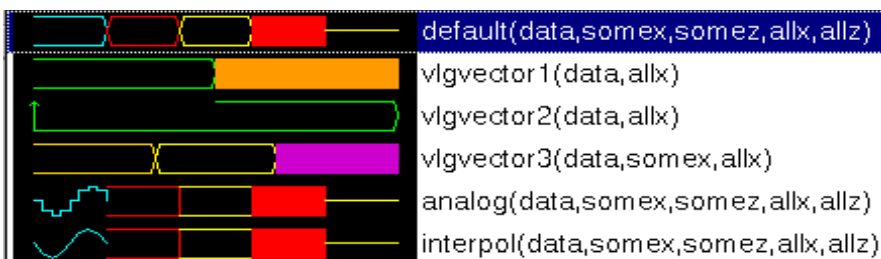 default(data,somex,somez,allx,allz)
vlgvector1(data,allx)
vlgvector2(data,allx)
vlgvector3(data,somex,allx)
analog(data,somex,somez,allx,allz)
interpol(data,somex,somez,allx,allz)